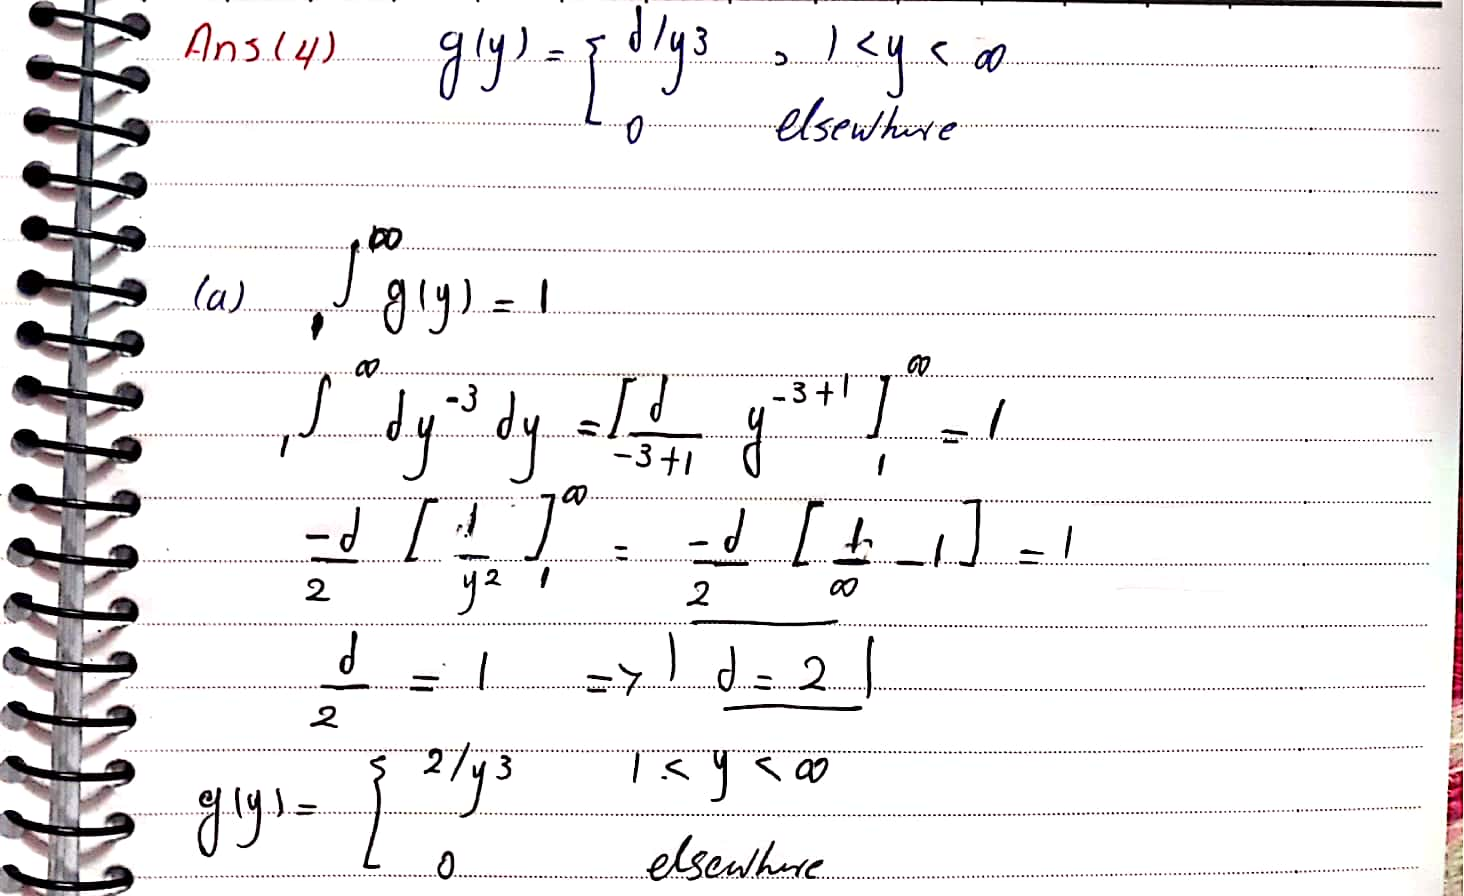 Ans(4) g(y) = { d/y3 , 1 < y < ∞
0 elsewhere
(a) ∫₁^∞ g(y) = 1
₁∫^∞ dy⁻³ dy = [ d/(-3+1) y⁻³⁺¹ ]₁^∞ = 1
-d/2 [ 1/y2 ]₁^∞ = -d/2 [ 1/∞ - 1 ] = 1
d/2 = 1 => | d = 2 |
g(y) = { 2/y3 1 < y < ∞
0 elsewhere